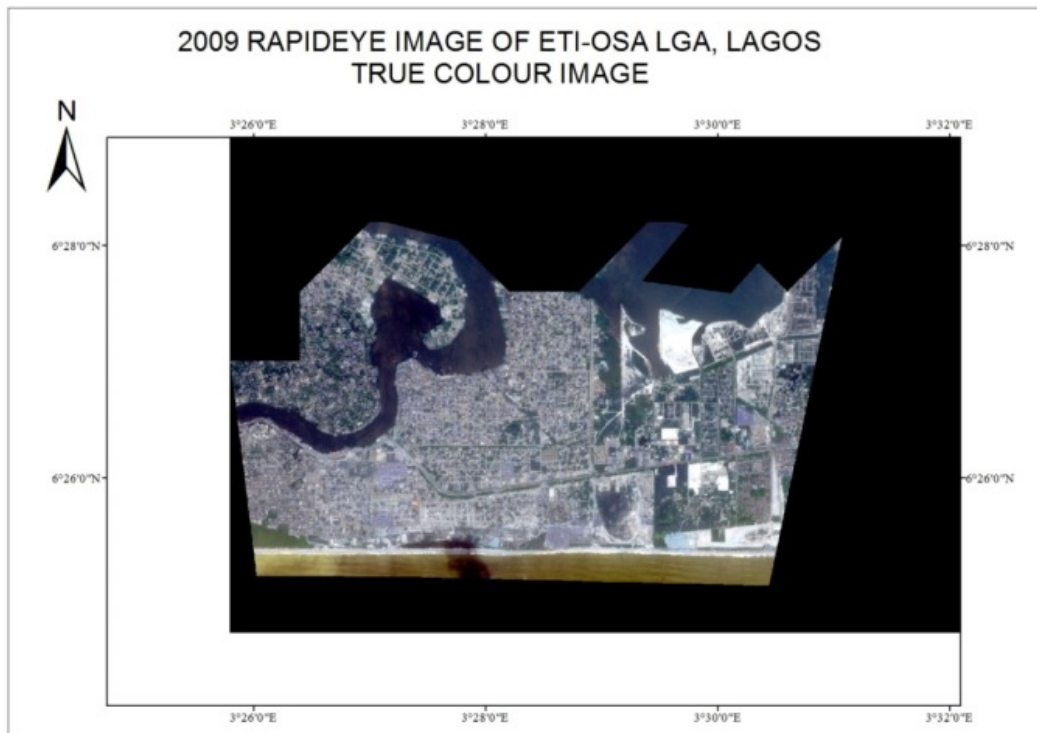 2009 RAPIDEYE IMAGE OF ETI-OSA LGA, LAGOS
TRUE COLOUR IMAGE
N
3°26'0"E 3°28'0"E 3°30'0"E 3°32'0"E
6°28'0"N 6°28'0"N
6°26'0"N 6°26'0"N
3°26'0"E 3°28'0"E 3°30'0"E 3°32'0"E